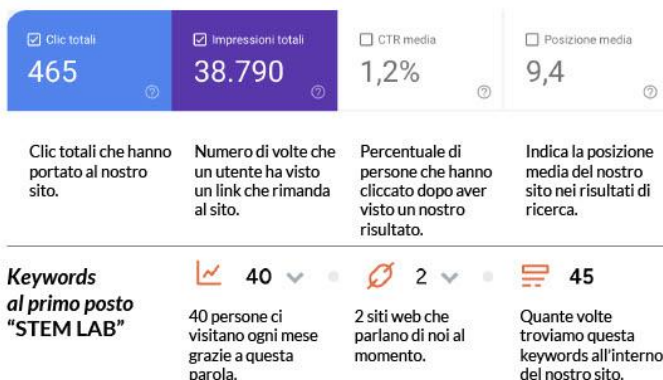 Clic totali
Impressioni totali
CTR media
Posizione media
465
38.790
1,2%
9,4
Clic totali che hanno
portato al nostro
sito.
Numero di volte che
un utente ha visto
un link che rimanda
al sito.
Percentuale di
persone che hanno
cliccato dopo aver
visto un nostro
risultato.
Indica la posizione
media del nostro
sito nei risultati di
ricerca.
Keywords
al primo posto
"STEM LAB"
40
40 persone ci
visitano ogni mese
grazie a questa
parola.
2
2 siti web che
parlano di noi al
momento.
45
Quante volte
troviamo questa
keywords all'interno
del nostro sito.